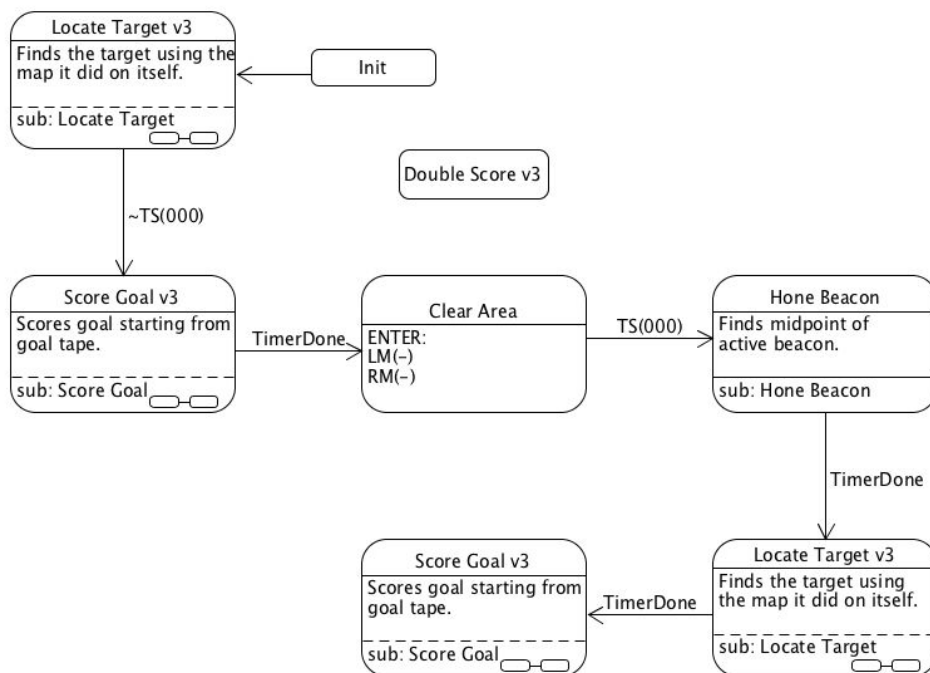 Locate Target v3
Finds the target using the
map it did on itself.
sub: Locate Target
Init
Double Score v3
~TS(000)
Score Goal v3
Scores goal starting from
goal tape.
sub: Score Goal
TimerDone
Clear Area
ENTER:
LM(-)
RM(-)
TS(000)
Hone Beacon
Finds midpoint of
active beacon.
sub: Hone Beacon
TimerDone
Locate Target v3
Finds the target using
the map it did on itself.
sub: Locate Target
TimerDone
Score Goal v3
Scores goal starting from
goal tape.
sub: Score Goal